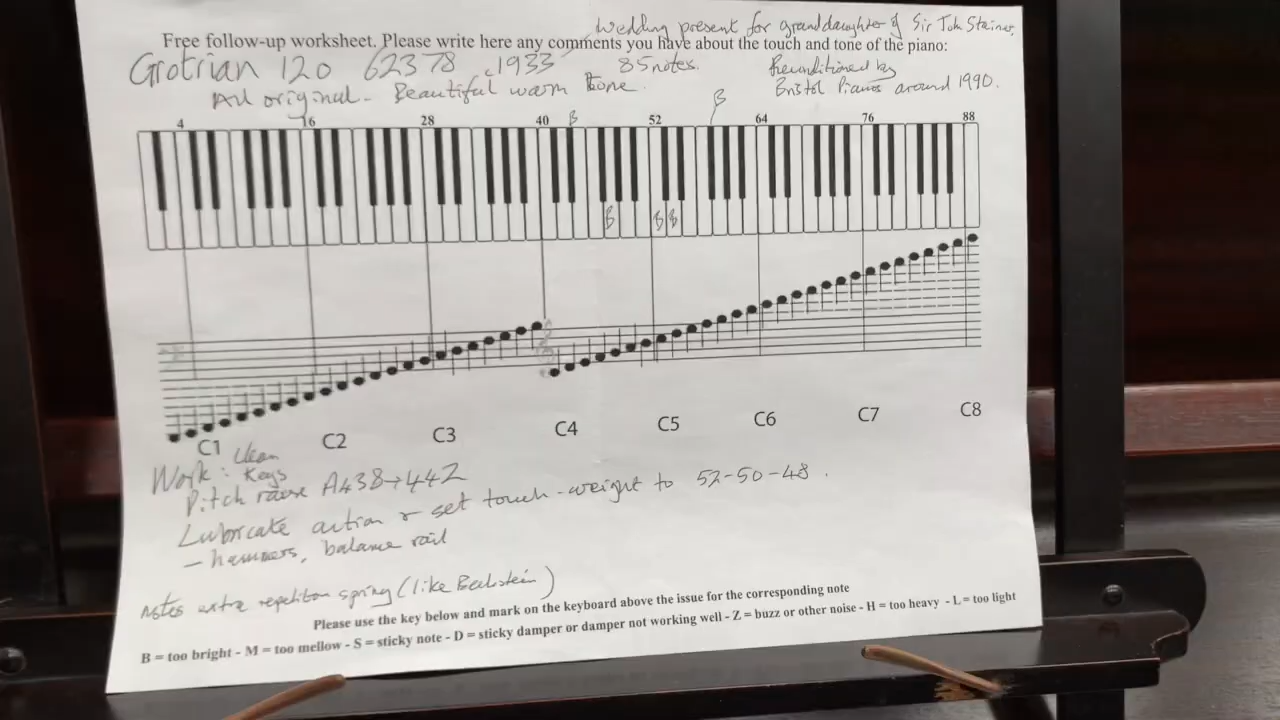 Wedding present for granddaughter of Sir Joh Stainer,
Free follow-up worksheet. Please write here any comments you have about the touch and tone of the piano:
Grotrian 120 62378 c1933 85 notes. Reconditioned by
All original - Beautiful warm tone. Bristol Pianos around 1990.
B
B
4 16 28 40 52 64 76 88
B B B
C1 C2 C3 C4 C5 C6 C7 C8
Clean
Work: Keys
Pitch raise A438→442
Lubricate action & set touch-weight to 52-50-48.
- hammers, balance rail
Notes extra repetition spring (like Bechstein)
Please use the key below and mark on the keyboard above the issue for the corresponding note
B = too bright - M = too mellow - S = sticky note - D = sticky damper or damper not working well - Z = buzz or other noise - H = too heavy - L = too light